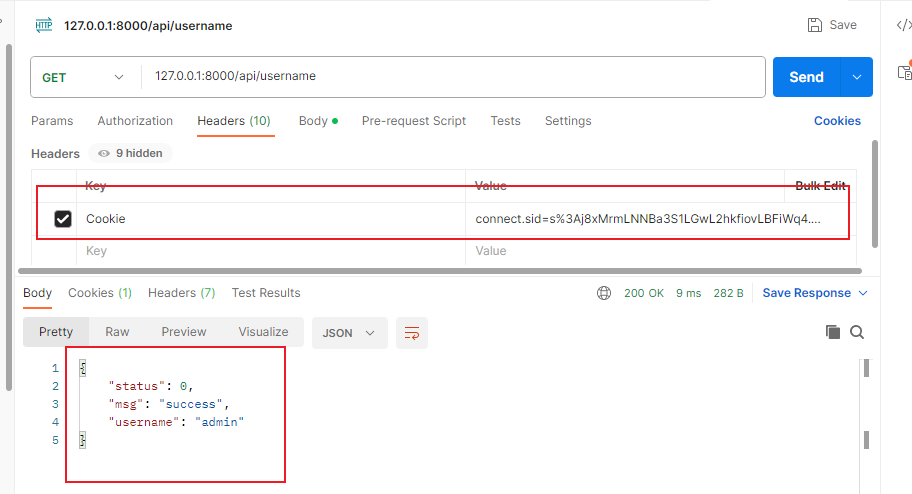 HTTP 127.0.0.1:8000/api/username Save
GET 127.0.0.1:8000/api/username Send
Params Authorization Headers (10) Body Pre-request Script Tests Settings Cookies
Headers 9 hidden
Key Value Bulk Edit
Cookie connect.sid=s%3Aj8xMrmLNNBa3S1LGwL2hkfiovLBFiWq4....
Key Value
Body Cookies (1) Headers (7) Test Results 200 OK 9 ms 282 B Save Response
Pretty Raw Preview Visualize JSON
1 {
2 "status": 0,
3 "msg": "success",
4 "username": "admin"
5 }